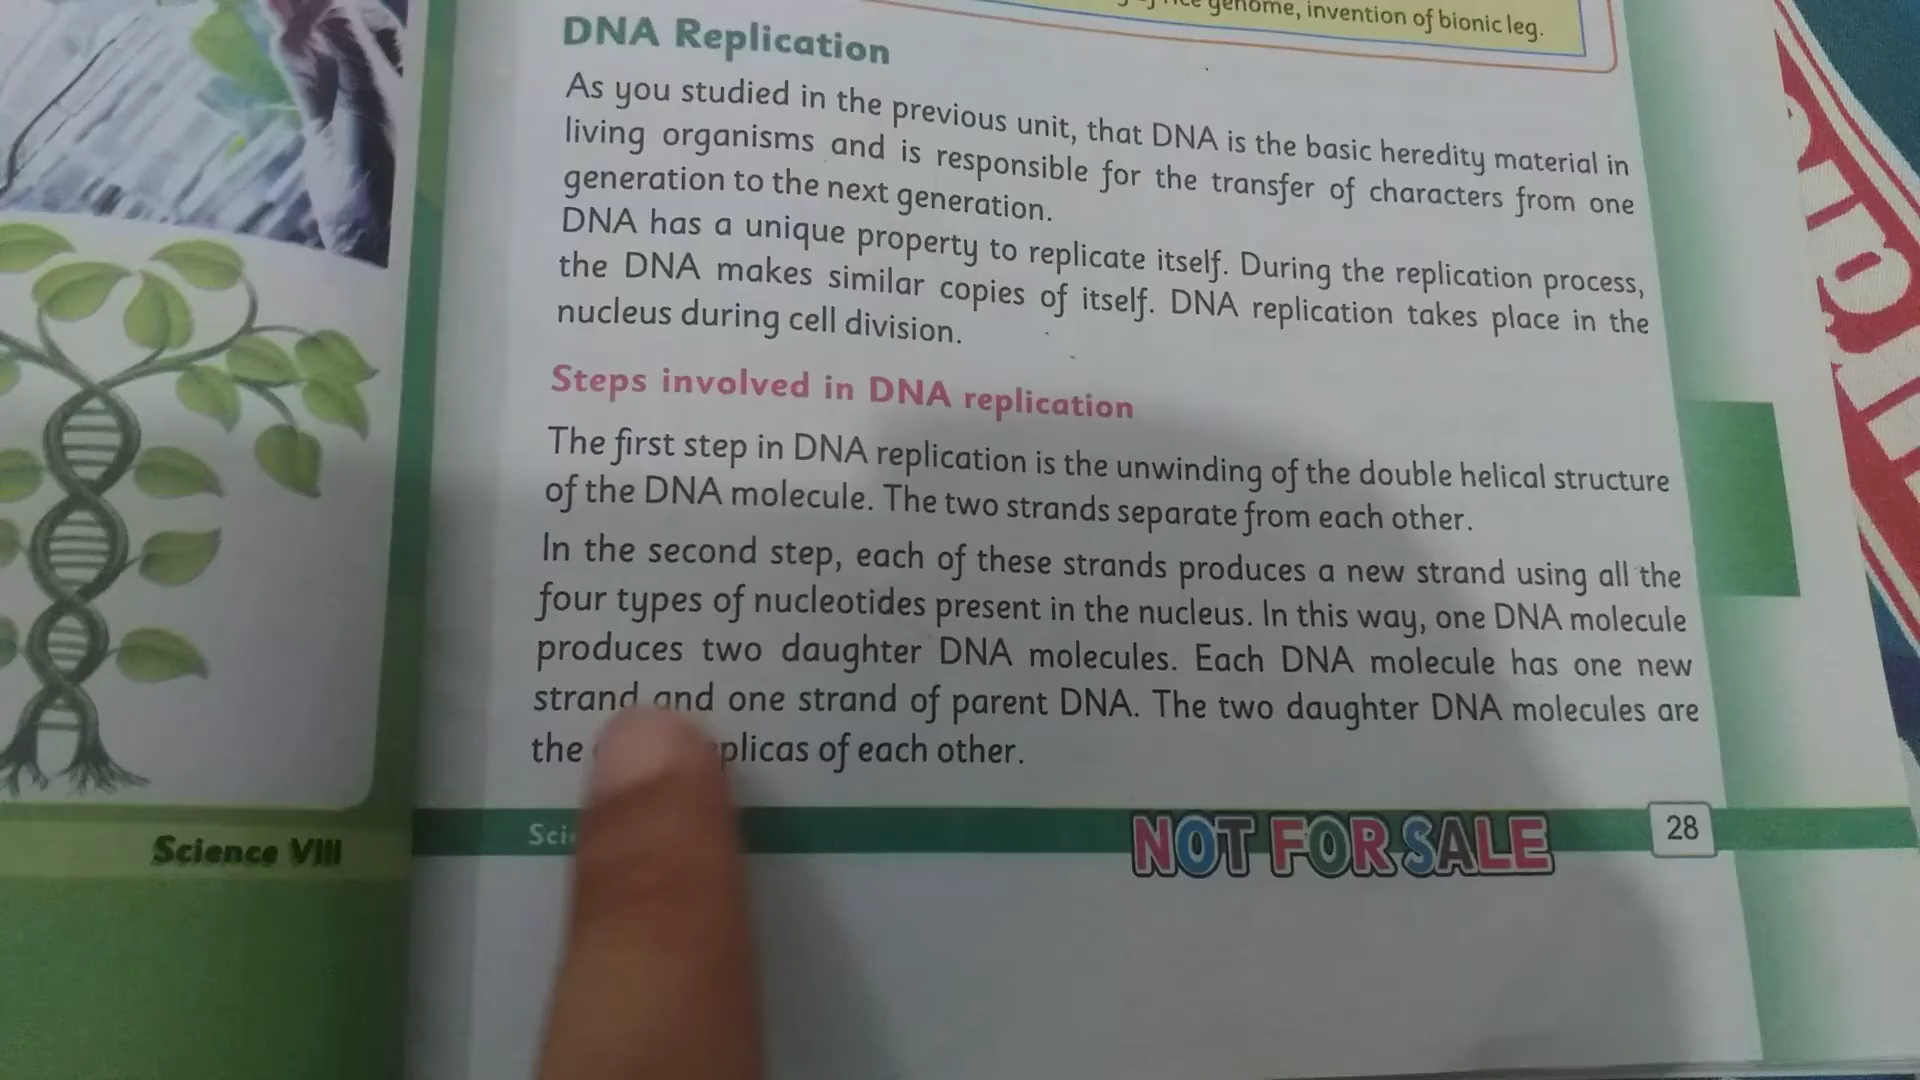 genome, invention of bionic leg.
DNA Replication
As you studied in the previous unit, that DNA is the basic heredity material in
living organisms and is responsible for the transfer of characters from one
generation to the next generation.
DNA has a unique property to replicate itself. During the replication process,
the DNA makes similar copies of itself. DNA replication takes place in the
nucleus during cell division.
Steps involved in DNA replication
The first step in DNA replication is the unwinding of the double helical structure
of the DNA molecule. The two strands separate from each other.
In the second step, each of these strands produces a new strand using all the
four types of nucleotides present in the nucleus. In this way, one DNA molecule
produces two daughter DNA molecules. Each DNA molecule has one new
strand and one strand of parent DNA. The two daughter DNA molecules are
the of each other.
Science VIII
NOT FOR SALE
28